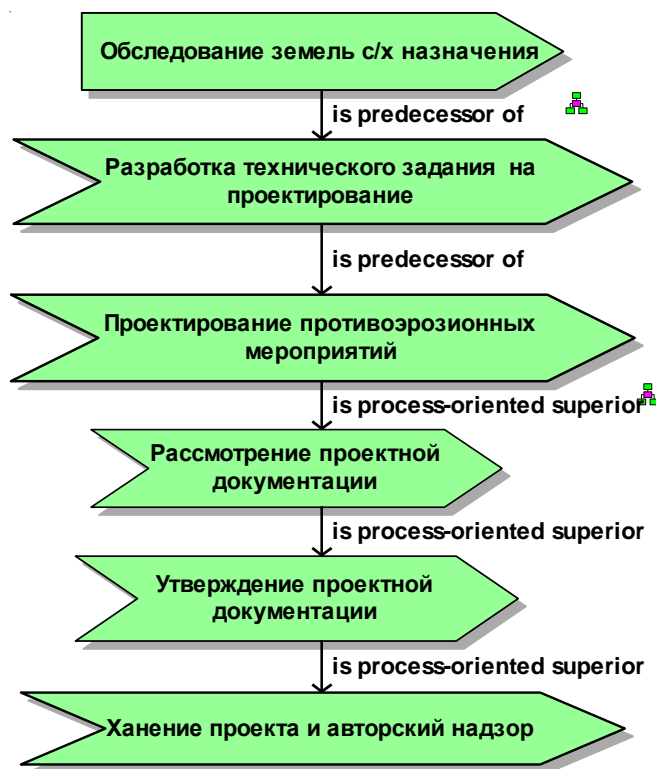 Обследование земель с/х назначения
is predecessor of
Разработка технического задания на
проектирование
is predecessor of
Проектирование противоэрозионных
мероприятий
is process-oriented superior
Рассмотрение проектной
документации
is process-oriented superior
Утверждение проектной
документации
is process-oriented superior
Ханение проекта и авторский надзор